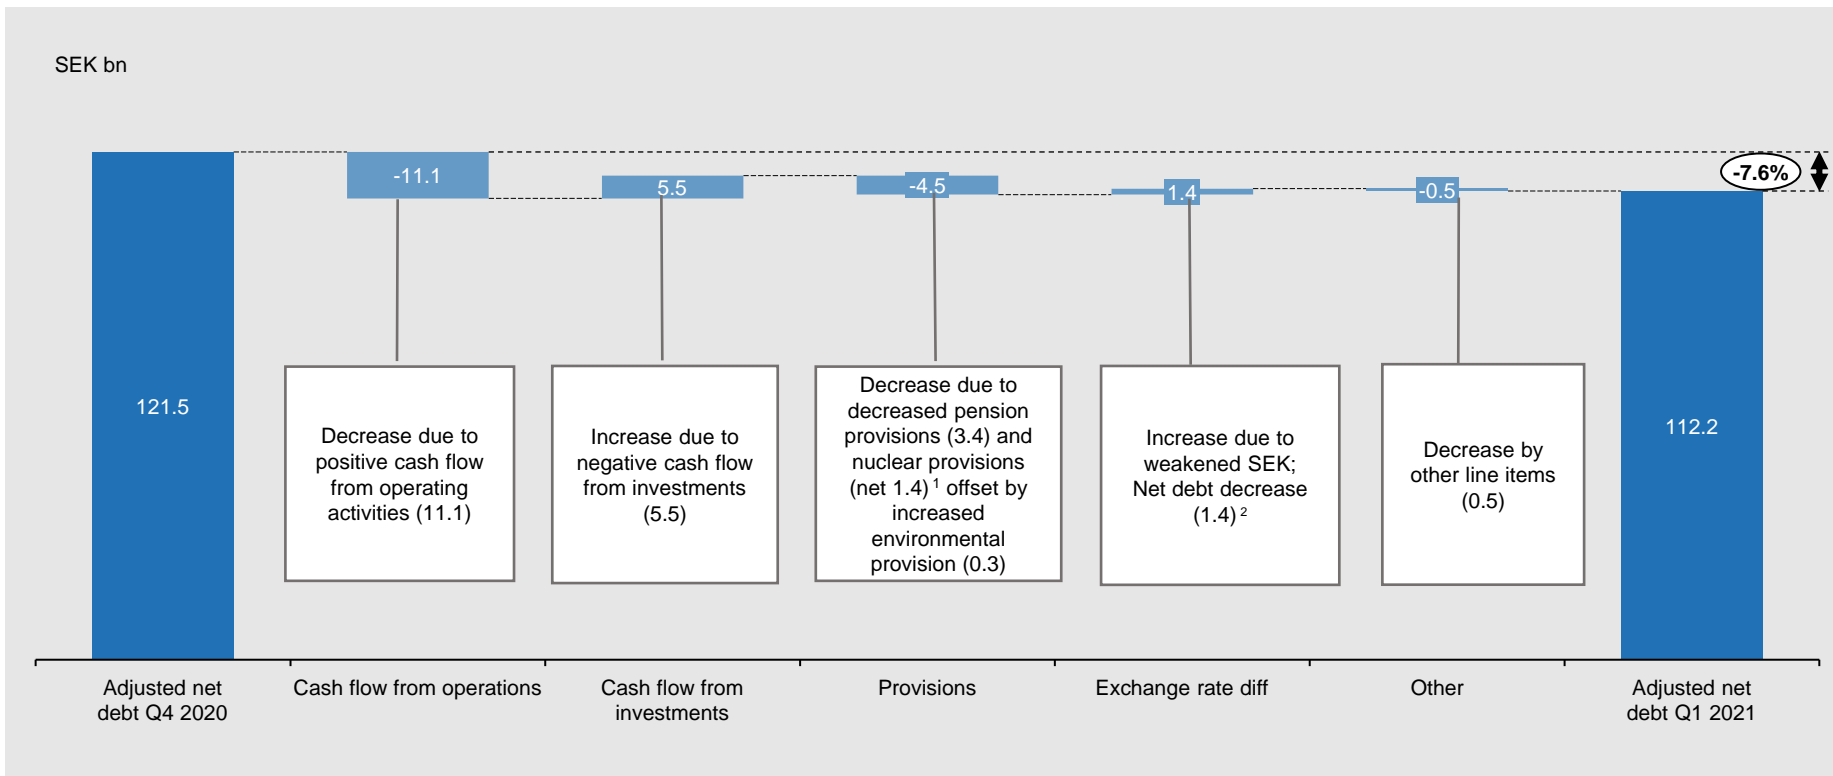 SEK bn
-7.6%
-11.1
5.5
-4.5
1.4
-0.5
121.5
112.2
Decrease due to
positive cash flow
from operating
activities (11.1)
Increase due to
negative cash flow
from investments
(5.5)
Decrease due to
decreased pension
provisions (3.4) and
nuclear provisions
(net 1.4) 1 offset by
increased
environmental
provision (0.3)
Increase due to
weakened SEK;
Net debt decrease
(1.4) 2
Decrease by
other line items
(0.5)
Adjusted net
debt Q4 2020
Cash flow from operations
Cash flow from
investments
Provisions
Exchange rate diff
Other
Adjusted net
debt Q1 2021